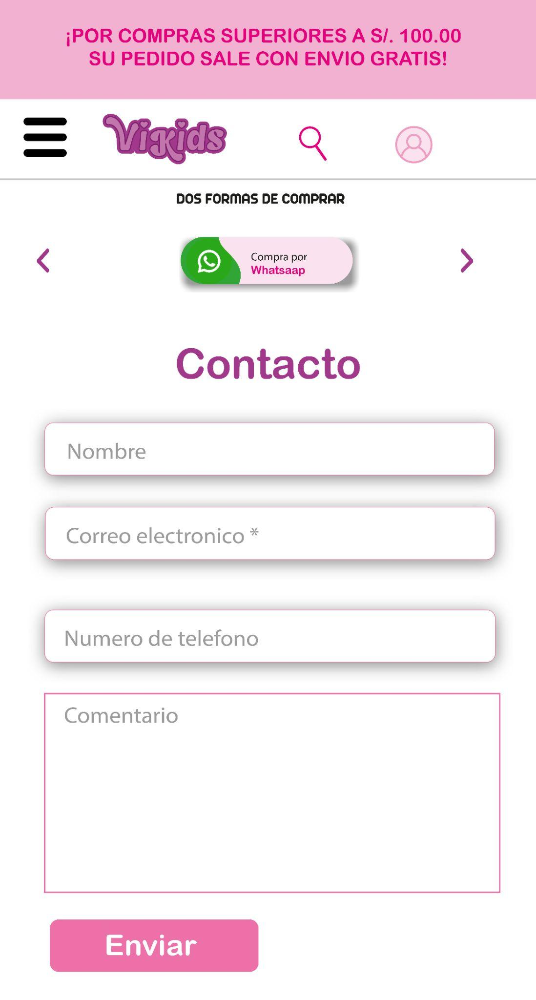 ¡POR COMPRAS SUPERIORES A S/. 100.00
SU PEDIDO SALE CON ENVIO GRATIS!
Vikids
DOS FORMAS DE COMPRAR
Compra por
Whatsaap
Contacto
Nombre
Correo electronico *
Numero de telefono
Comentario
Enviar